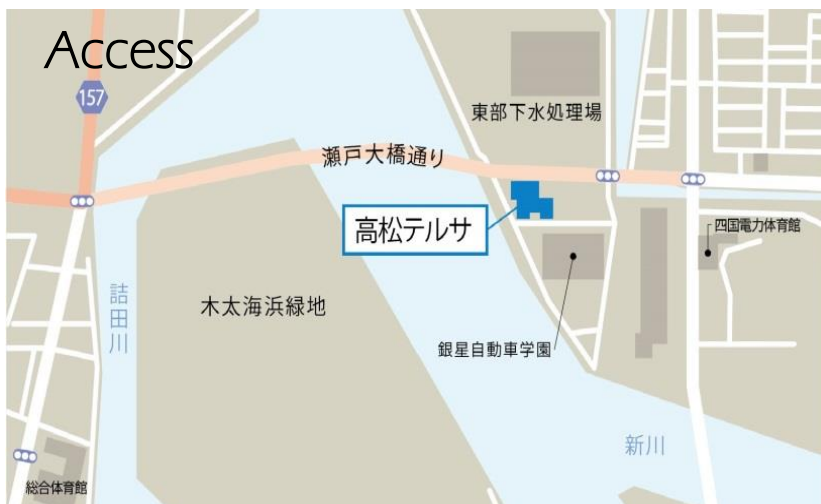 Access
157
東部下水処理場
瀬戸大橋通り
高松テルサ
四国電力体育館
詰田川
木太海浜緑地
銀星自動車学園
新川
総合体育館